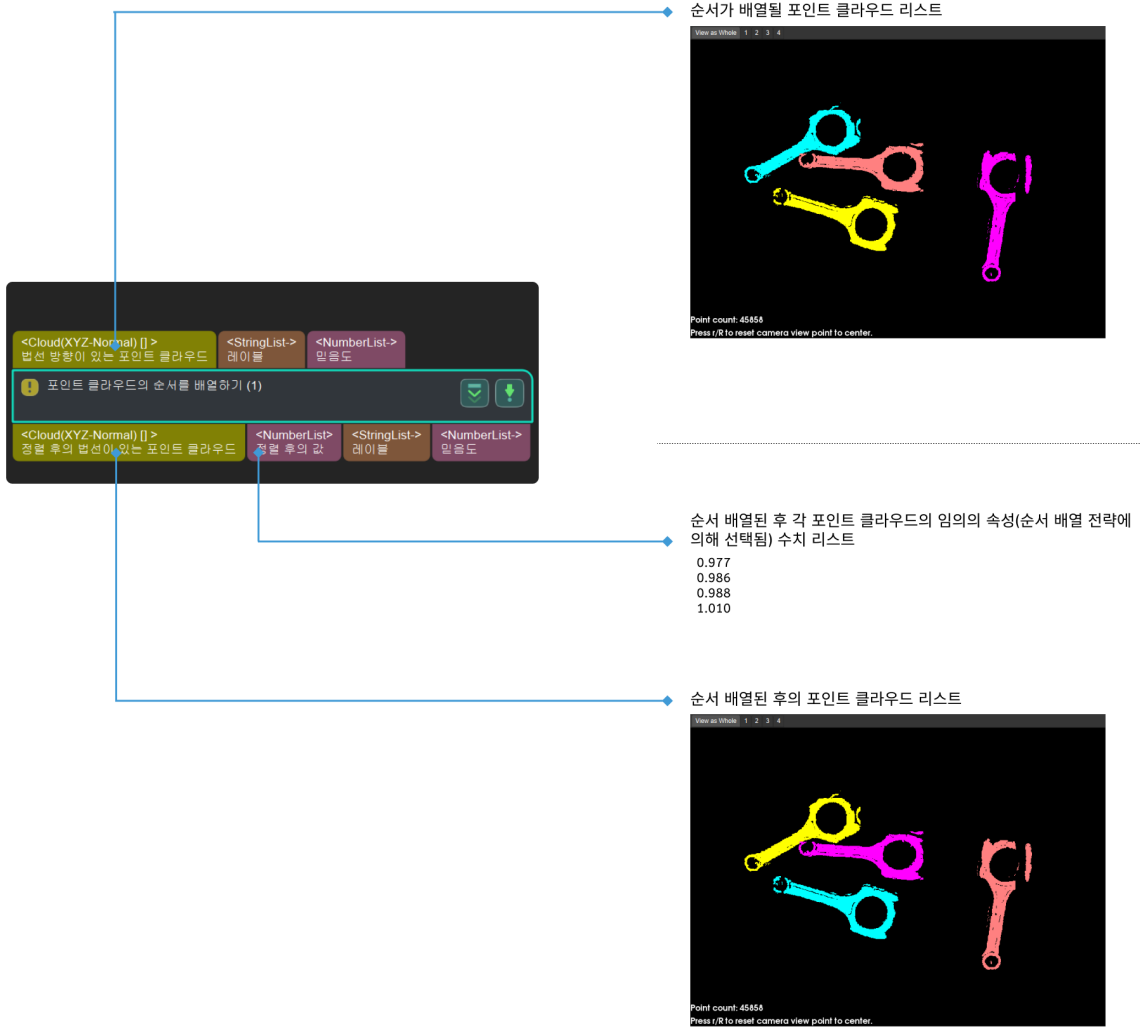 순서가 배열될 포인트 클라우드 리스트
View as Whole 1 2 3 4
Point count: 45858
Press r/R to reset camera view point to center.
<Cloud(XYZ-Normal) [] >
법선 방향이 있는 포인트 클라우드
<StringList->
레이블
<NumberList->
믿음도
포인트 클라우드의 순서를 배열하기 (1)
<Cloud(XYZ-Normal) [] >
정렬 후의 법선이 있는 포인트 클라우드
<NumberList>
정렬 후의 값
<StringList->
레이블
<NumberList->
믿음도
순서 배열된 후 각 포인트 클라우드의 임의의 속성(순서 배열 전략에
의해 선택됨) 수치 리스트
0.977
0.986
0.988
1.010
순서 배열된 후의 포인트 클라우드 리스트
View as Whole 1 2 3 4
Point count: 45858
Press r/R to reset camera view point to center.